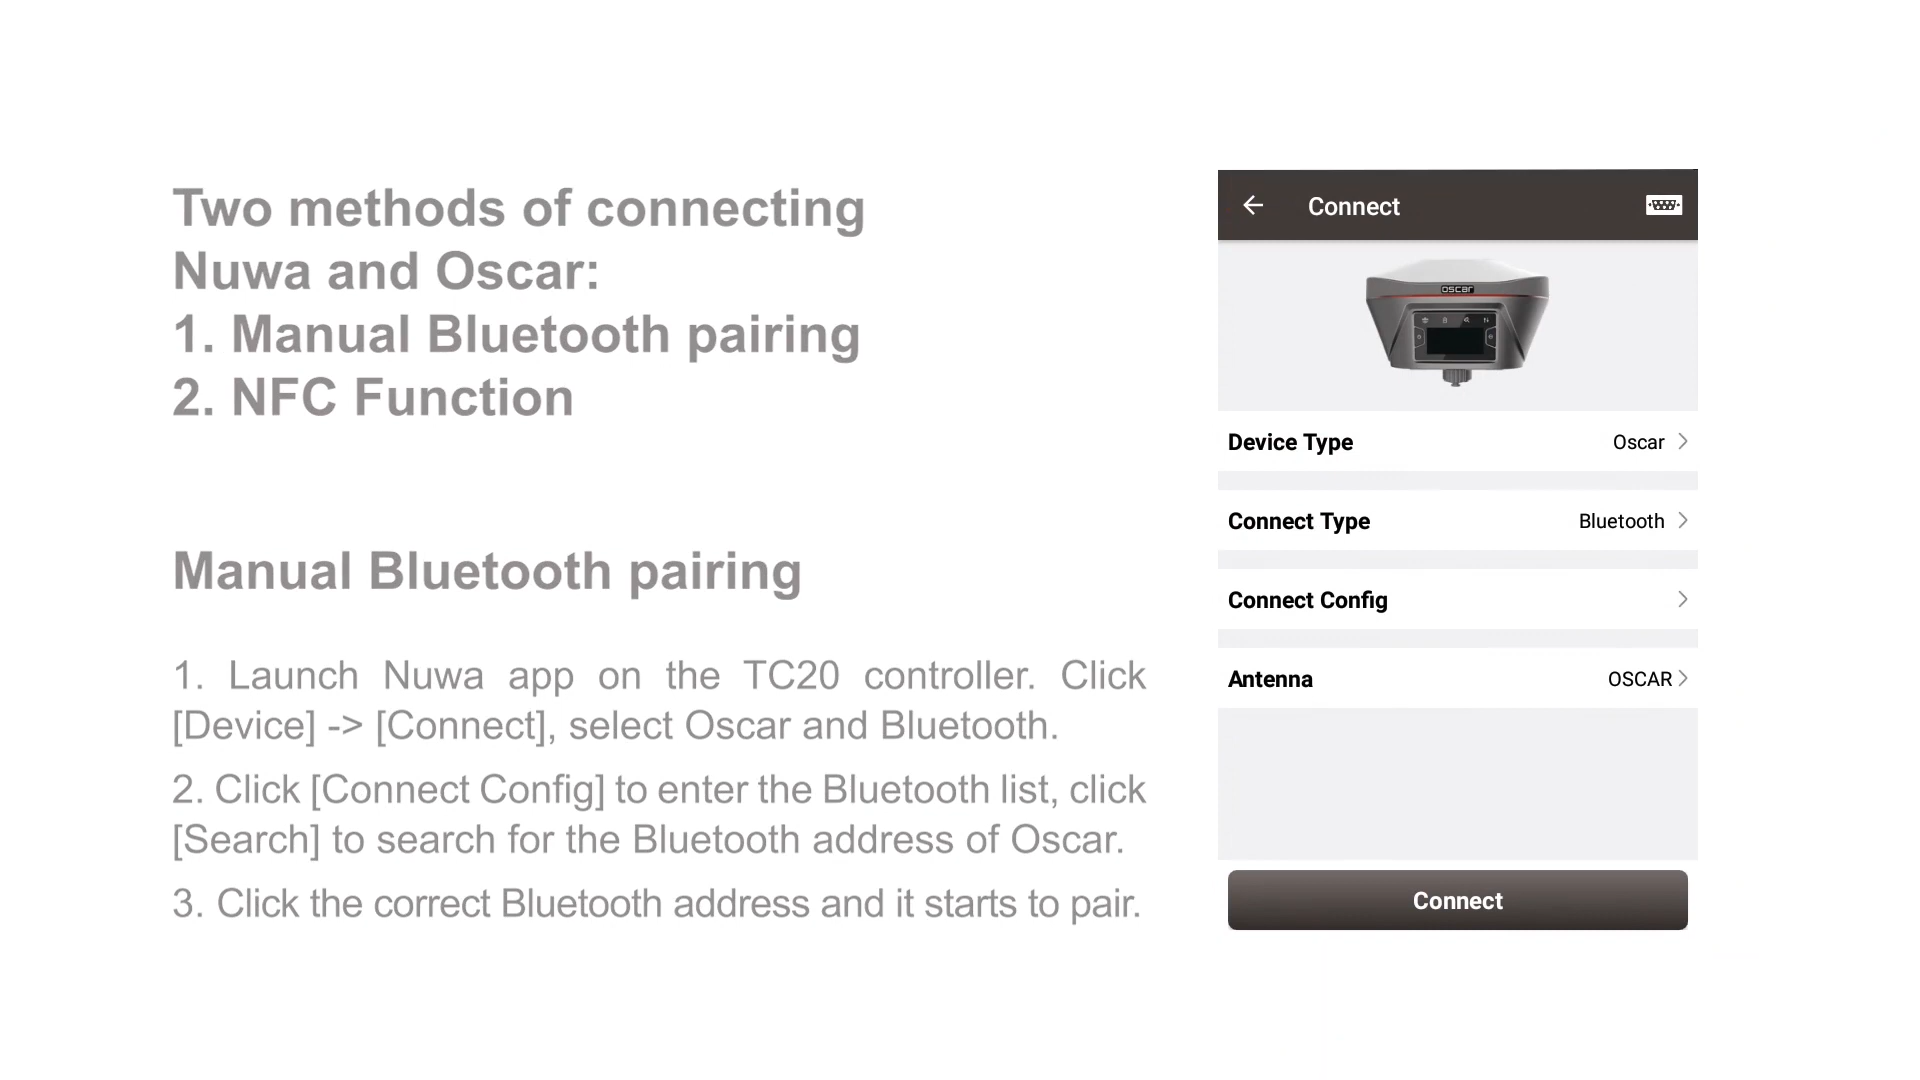 Two methods of connecting
Nuwa and Oscar:
1. Manual Bluetooth pairing
2. NFC Function
Manual Bluetooth pairing
1. Launch Nuwa app on the TC20 controller. Click
[Device] -> [Connect], select Oscar and Bluetooth.
2. Click [Connect Config] to enter the Bluetooth list, click
[Search] to search for the Bluetooth address of Oscar.
3. Click the correct Bluetooth address and it starts to pair.
Connect
oscar
Device Type Oscar
Connect Type Bluetooth
Connect Config
Antenna OSCAR
Connect